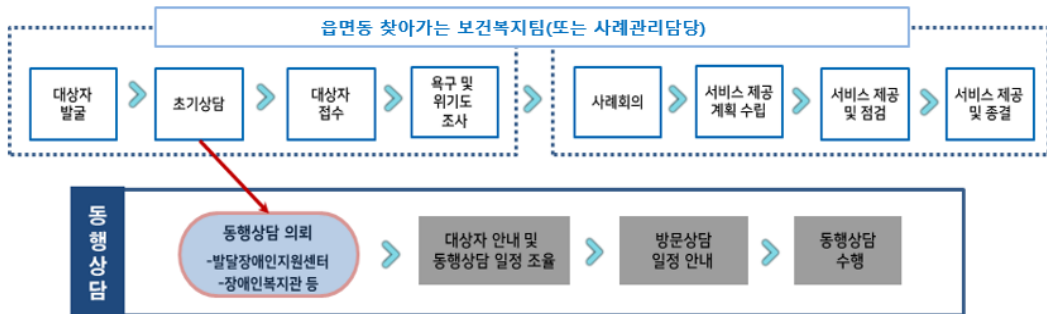 읍면동 찾아가는 보건복지팀(또는 사례관리담당)
대상자
발굴
초기상담
대상자
접수
욕구 및
위기도
조사
사례회의
서비스 제공
계획 수립
서비스 제공
및 점검
서비스 제공
및 종결
동행상담
동행상담 의뢰
-발달장애인지원센터
-장애인복지관 등
대상자 안내 및
동행상담 일정 조율
방문상담
일정 안내
동행상담
수행